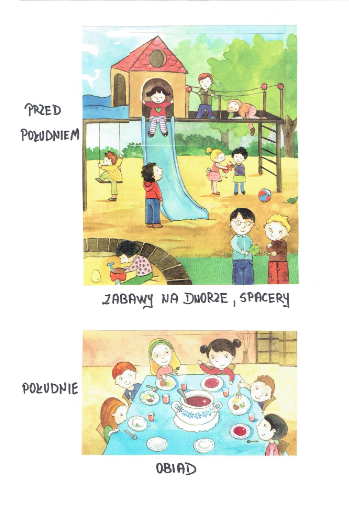 PRZED
POŁUDNIEM
ZABAWY NA DWORZE, SPACERY
POŁUDNIE
OBIAD